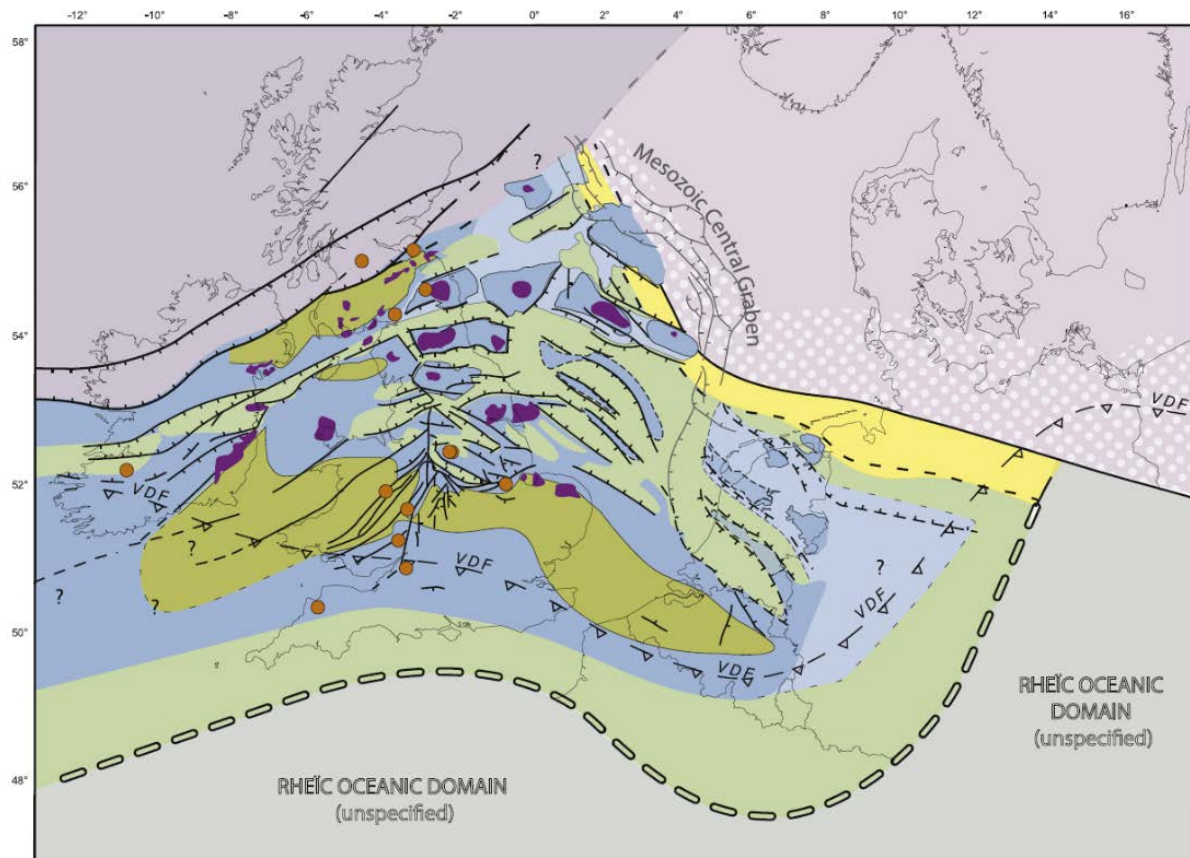 -12° -10° -8° -6° -4° -2° 0° 2° 4° 6° 8° 10° 12° 14° 16°
58°
56°
54°
52°
50°
48°
?
Mesozoic Central Graben
VDF
VDF
?
VDF
?
VDF
?
?
VDF
VDF
RHEÏC OCEANIC
DOMAIN
(unspecified)
RHEÏC OCEANIC DOMAIN
(unspecified)